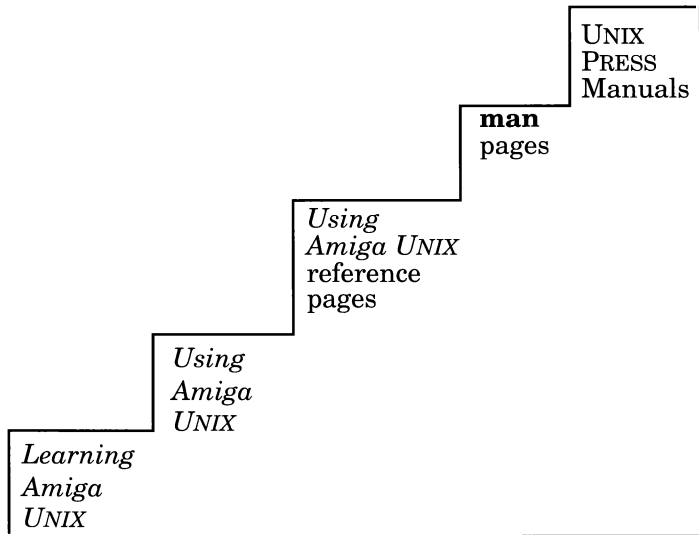 UNIX
PRESS
Manuals
man
pages
Using
Amiga UNIX
reference
pages
Using
Amiga
UNIX
Learning
Amiga
UNIX